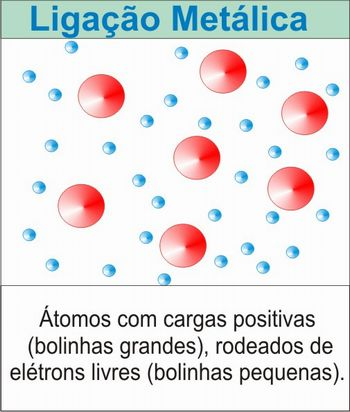 Ligação Metálica
Átomos com cargas positivas
(bolinhas grandes), rodeados de
elétrons livres (bolinhas pequenas).